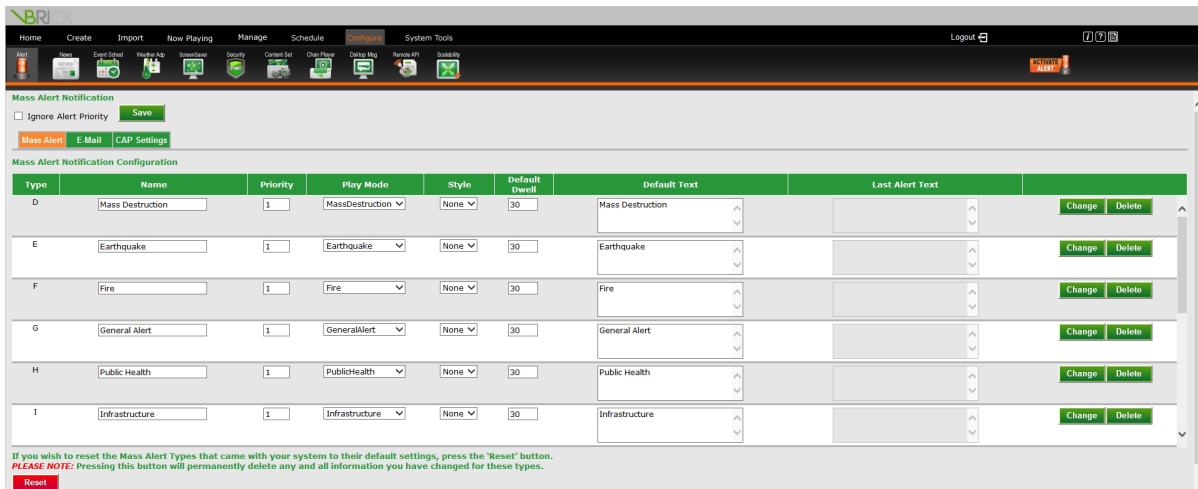 VBRICK
Home Create Import Now Playing Manage Schedule Configure System Tools Logout
Alert News Event Sched Weather Adp ScreenSaver Security Content Set Chan Player Dsktop Msg Remote API Scalability ACTIVATE ALERT
Mass Alert Notification
Ignore Alert Priority Save
Mass Alert E-Mail CAP Settings
Mass Alert Notification Configuration
Type Name Priority Play Mode Style Default Dwell Default Text Last Alert Text
D Mass Destruction 1 MassDestruction None 30 Mass Destruction Change Delete
E Earthquake 1 Earthquake None 30 Earthquake Change Delete
F Fire 1 Fire None 30 Fire Change Delete
G General Alert 1 GeneralAlert None 30 General Alert Change Delete
H Public Health 1 PublicHealth None 30 Public Health Change Delete
I Infrastructure 1 Infrastructure None 30 Infrastructure Change Delete
If you wish to reset the Mass Alert Types that came with your system to their default settings, press the 'Reset' button.
PLEASE NOTE: Pressing this button will permanently delete any and all information you have changed for these types.
Reset